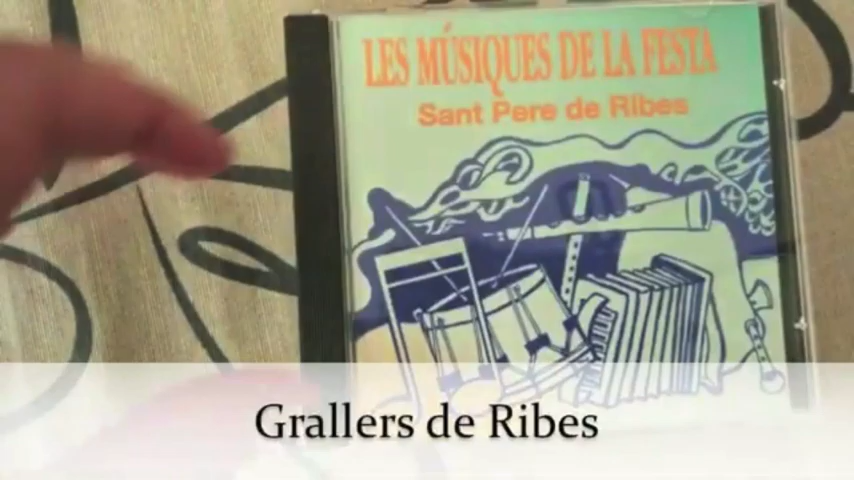 LES MÚSIQUES DE LA FESTA
Sant Pere de Ribes
Grallers de Ribes